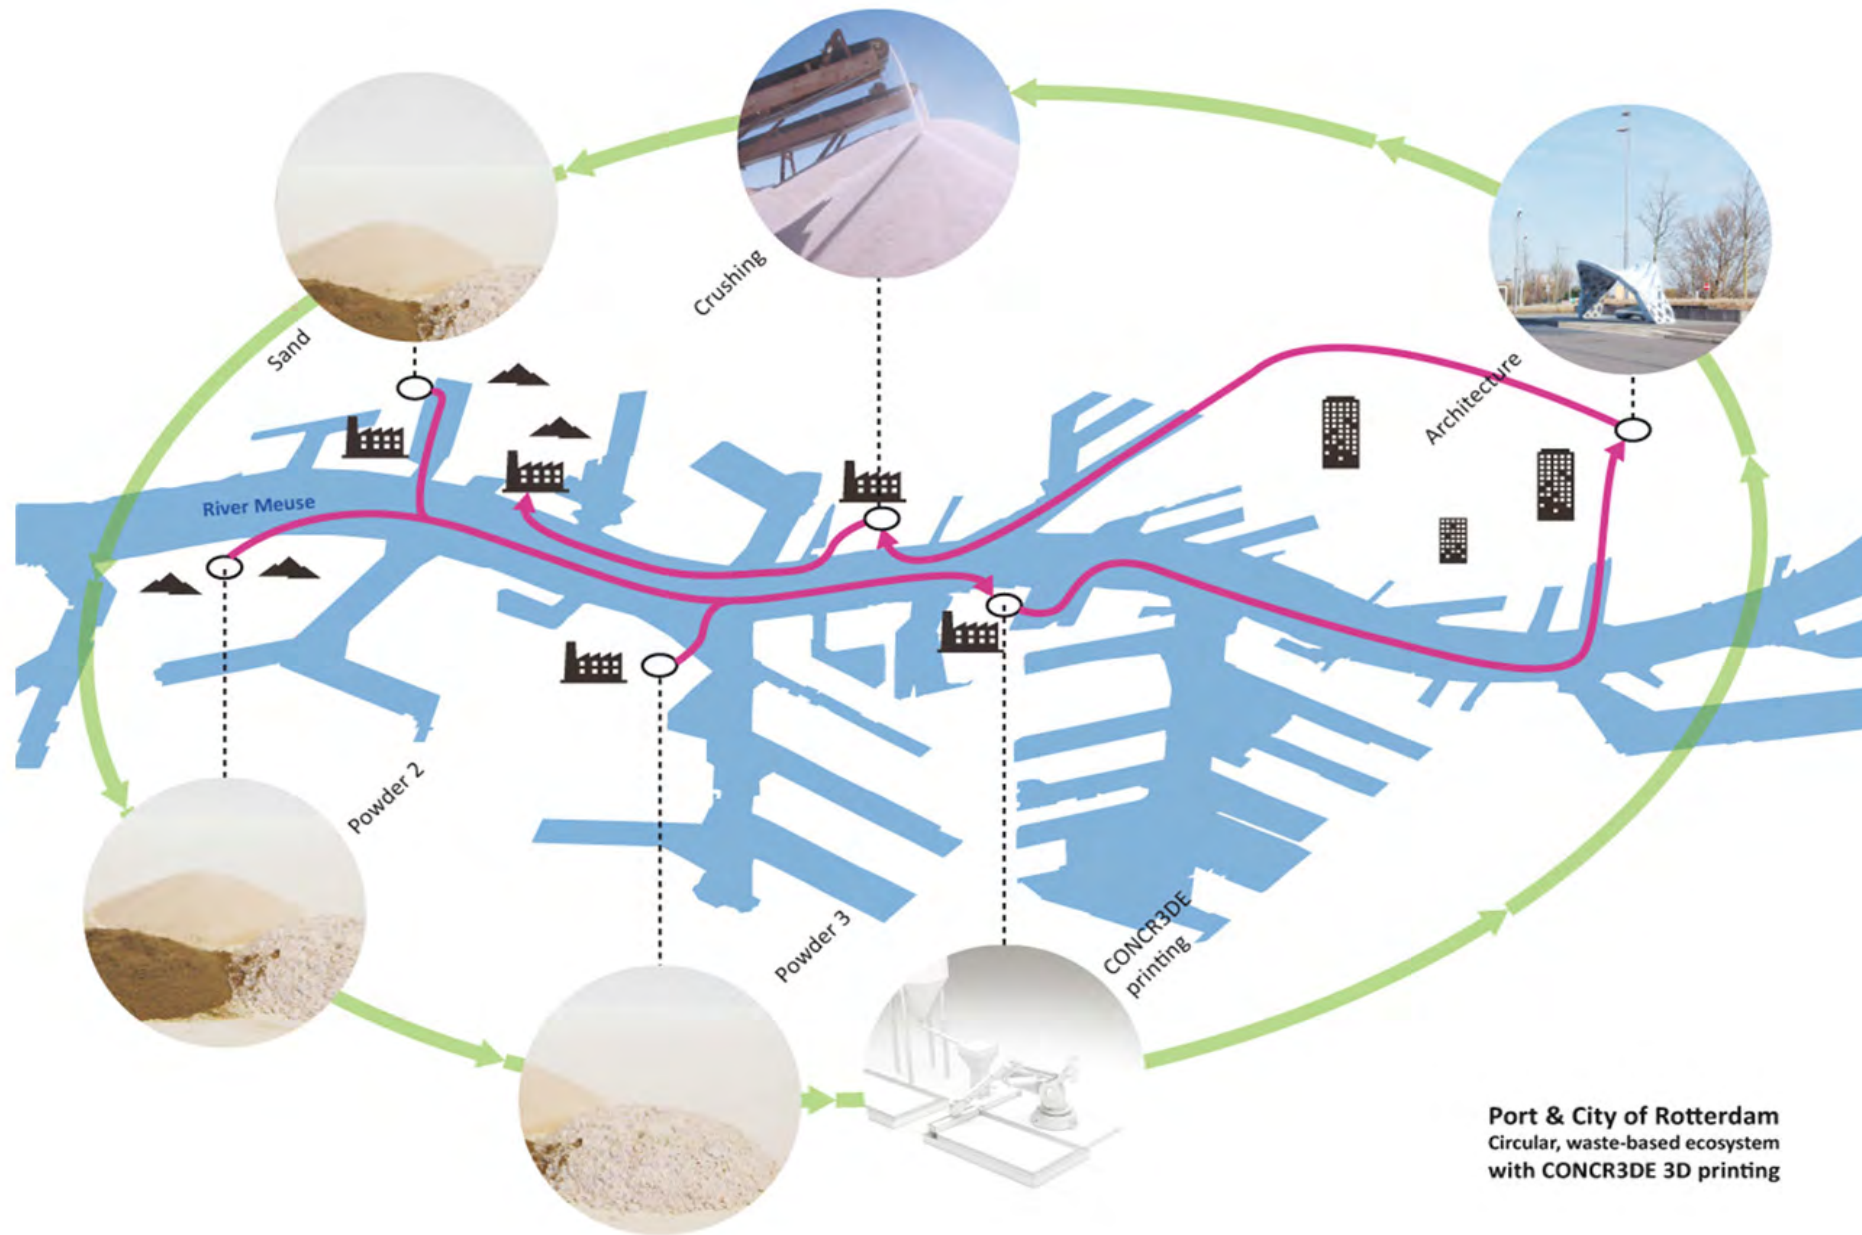 Crushing
Sand
Architecture
River Meuse
Powder 2
Powder 3
CONCR3DE
printing
Port & City of Rotterdam
Circular, waste-based ecosystem
with CONCR3DE 3D printing